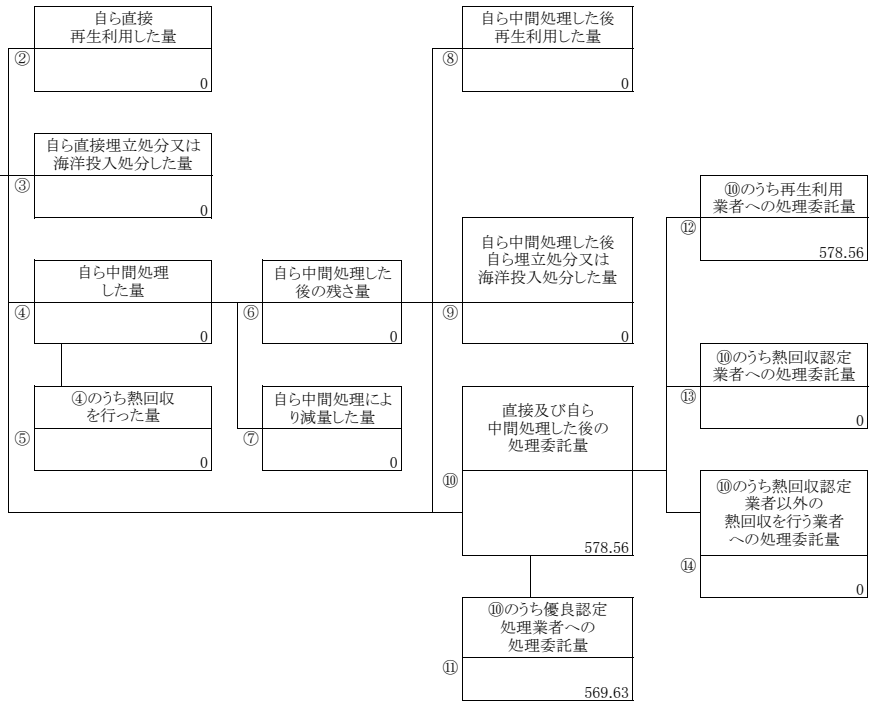 自ら直接
再生利用した量
②
0
自ら直接埋立処分又は
海洋投入処分した量
③
0
自ら中間処理
した量
④
0
④のうち熱回収
を行った量
⑤
0
自ら中間処理した
後の残さ量
⑥
0
自ら中間処理によ
り減量した量
⑦
0
自ら中間処理した後
再生利用した量
⑧
0
自ら中間処理した後
自ら埋立処分又は
海洋投入処分した量
⑨
0
直接及び自ら
中間処理した後の
処理委託量
⑩
578.56
⑩のうち優良認定
処理業者への
処理委託量
⑪
569.63
⑩のうち再生利用
業者への処理委託量
⑫
578.56
⑩のうち熱回収認定
業者への処理委託量
⑬
0
⑩のうち熱回収認定
業者以外の
熱回収を行う業者
への処理委託量
⑭
0